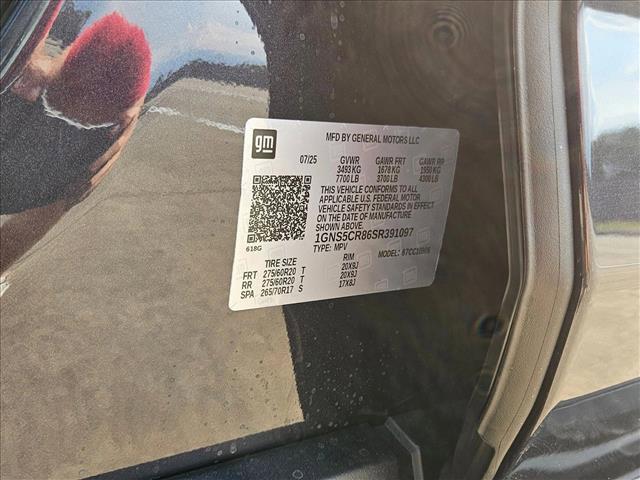 gm
MFD BY GENERAL MOTORS LLC
07/25 GVWR GAWR FRT GAWR RR
3493 KG 1678 KG 1950 KG
7700 LB 3700 LB 4300 LB
THIS VEHICLE CONFORMS TO ALL
APPLICABLE U.S. FEDERAL MOTOR
VEHICLE SAFETY STANDARDS IN EFFECT
ON THE DATE OF MANUFACTURE
SHOWN ABOVE.
1GNS5CR86SR391097
618G
TYPE: MPV MODEL:
TIRE SIZE RIM
FRT 275/60R20 T 20X9J
RR 275/60R20 T 20X9J
SPA 265/70R17 S 17X8J